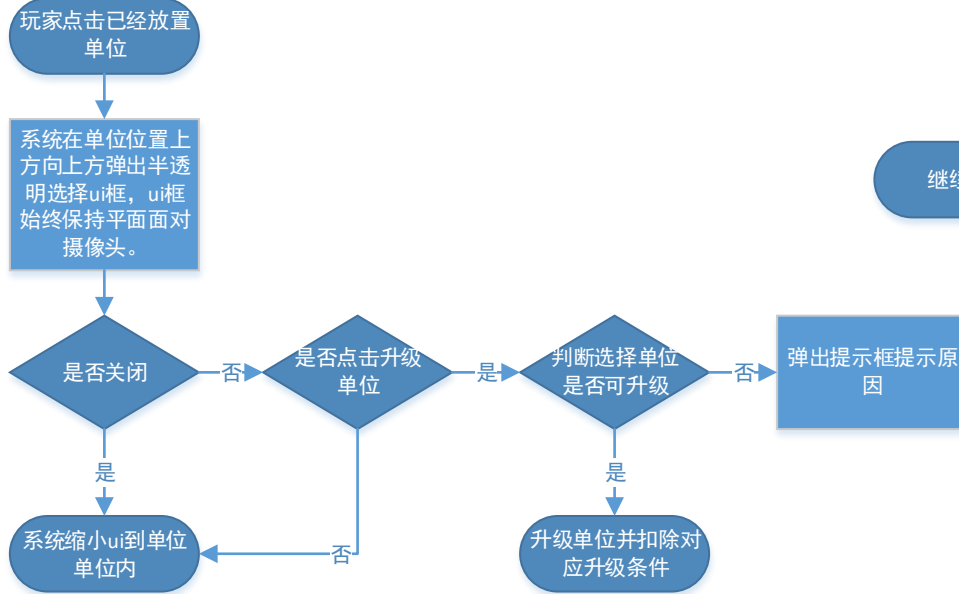 玩家点击已经放置
单位
系统在单位位置上
方向上方弹出半透
明选择ui框，ui框
始终保持平面面对
摄像头。
继
是否关闭
否
是否点击升级
单位
是
判断选择单位
是否可升级
否
弹出提示框提示原
因
是
是
系统缩小ui到单位
单位内
否
升级单位并扣除对
应升级条件